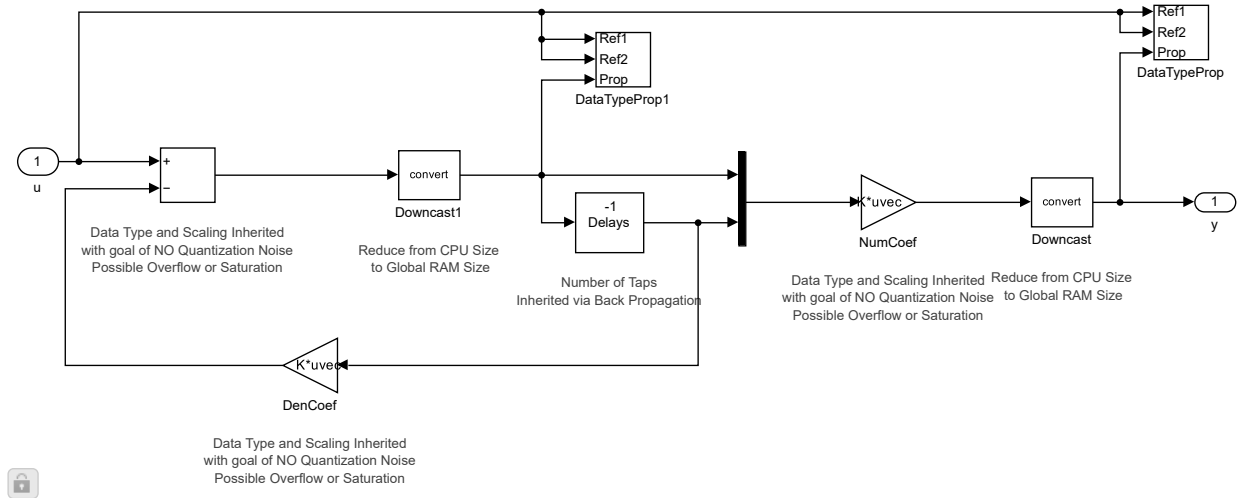 Ref1
Ref2
Prop
DataTypeProp
Ref1
Ref2
Prop
DataTypeProp1
1
u
+
−
convert
Downcast1
-1
Delays
K*uvec
NumCoef
convert
Downcast
1
y
Data Type and Scaling Inherited
with goal of NO Quantization Noise
Possible Overflow or Saturation
Reduce from CPU Size
to Global RAM Size
Number of Taps
Inherited via Back Propagation
Data Type and Scaling Inherited
with goal of NO Quantization Noise
Possible Overflow or Saturation
Reduce from CPU Size
to Global RAM Size
K*uvec
DenCoef
Data Type and Scaling Inherited
with goal of NO Quantization Noise
Possible Overflow or Saturation